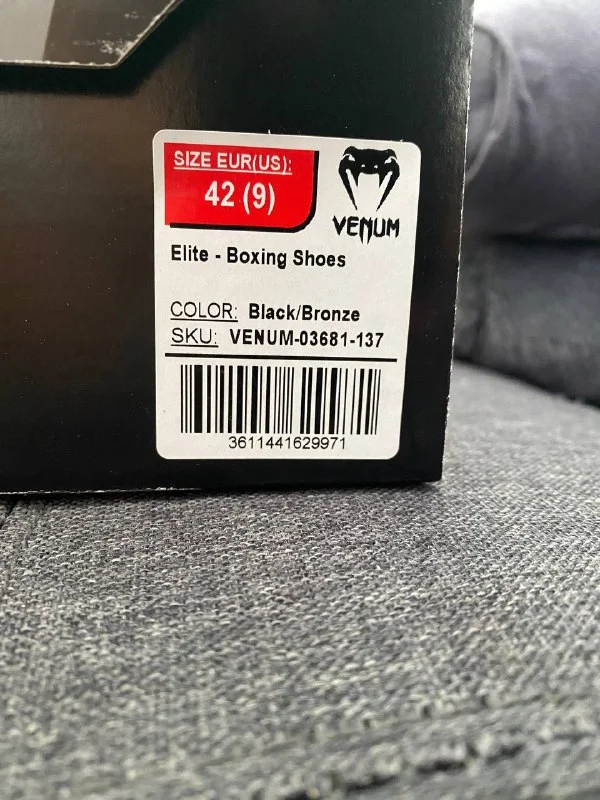 SIZE EUR(US):
42 (9)
VENUM
Elite - Boxing Shoes
COLOR: Black/Bronze
SKU: VENUM-03681-137
3611441629971